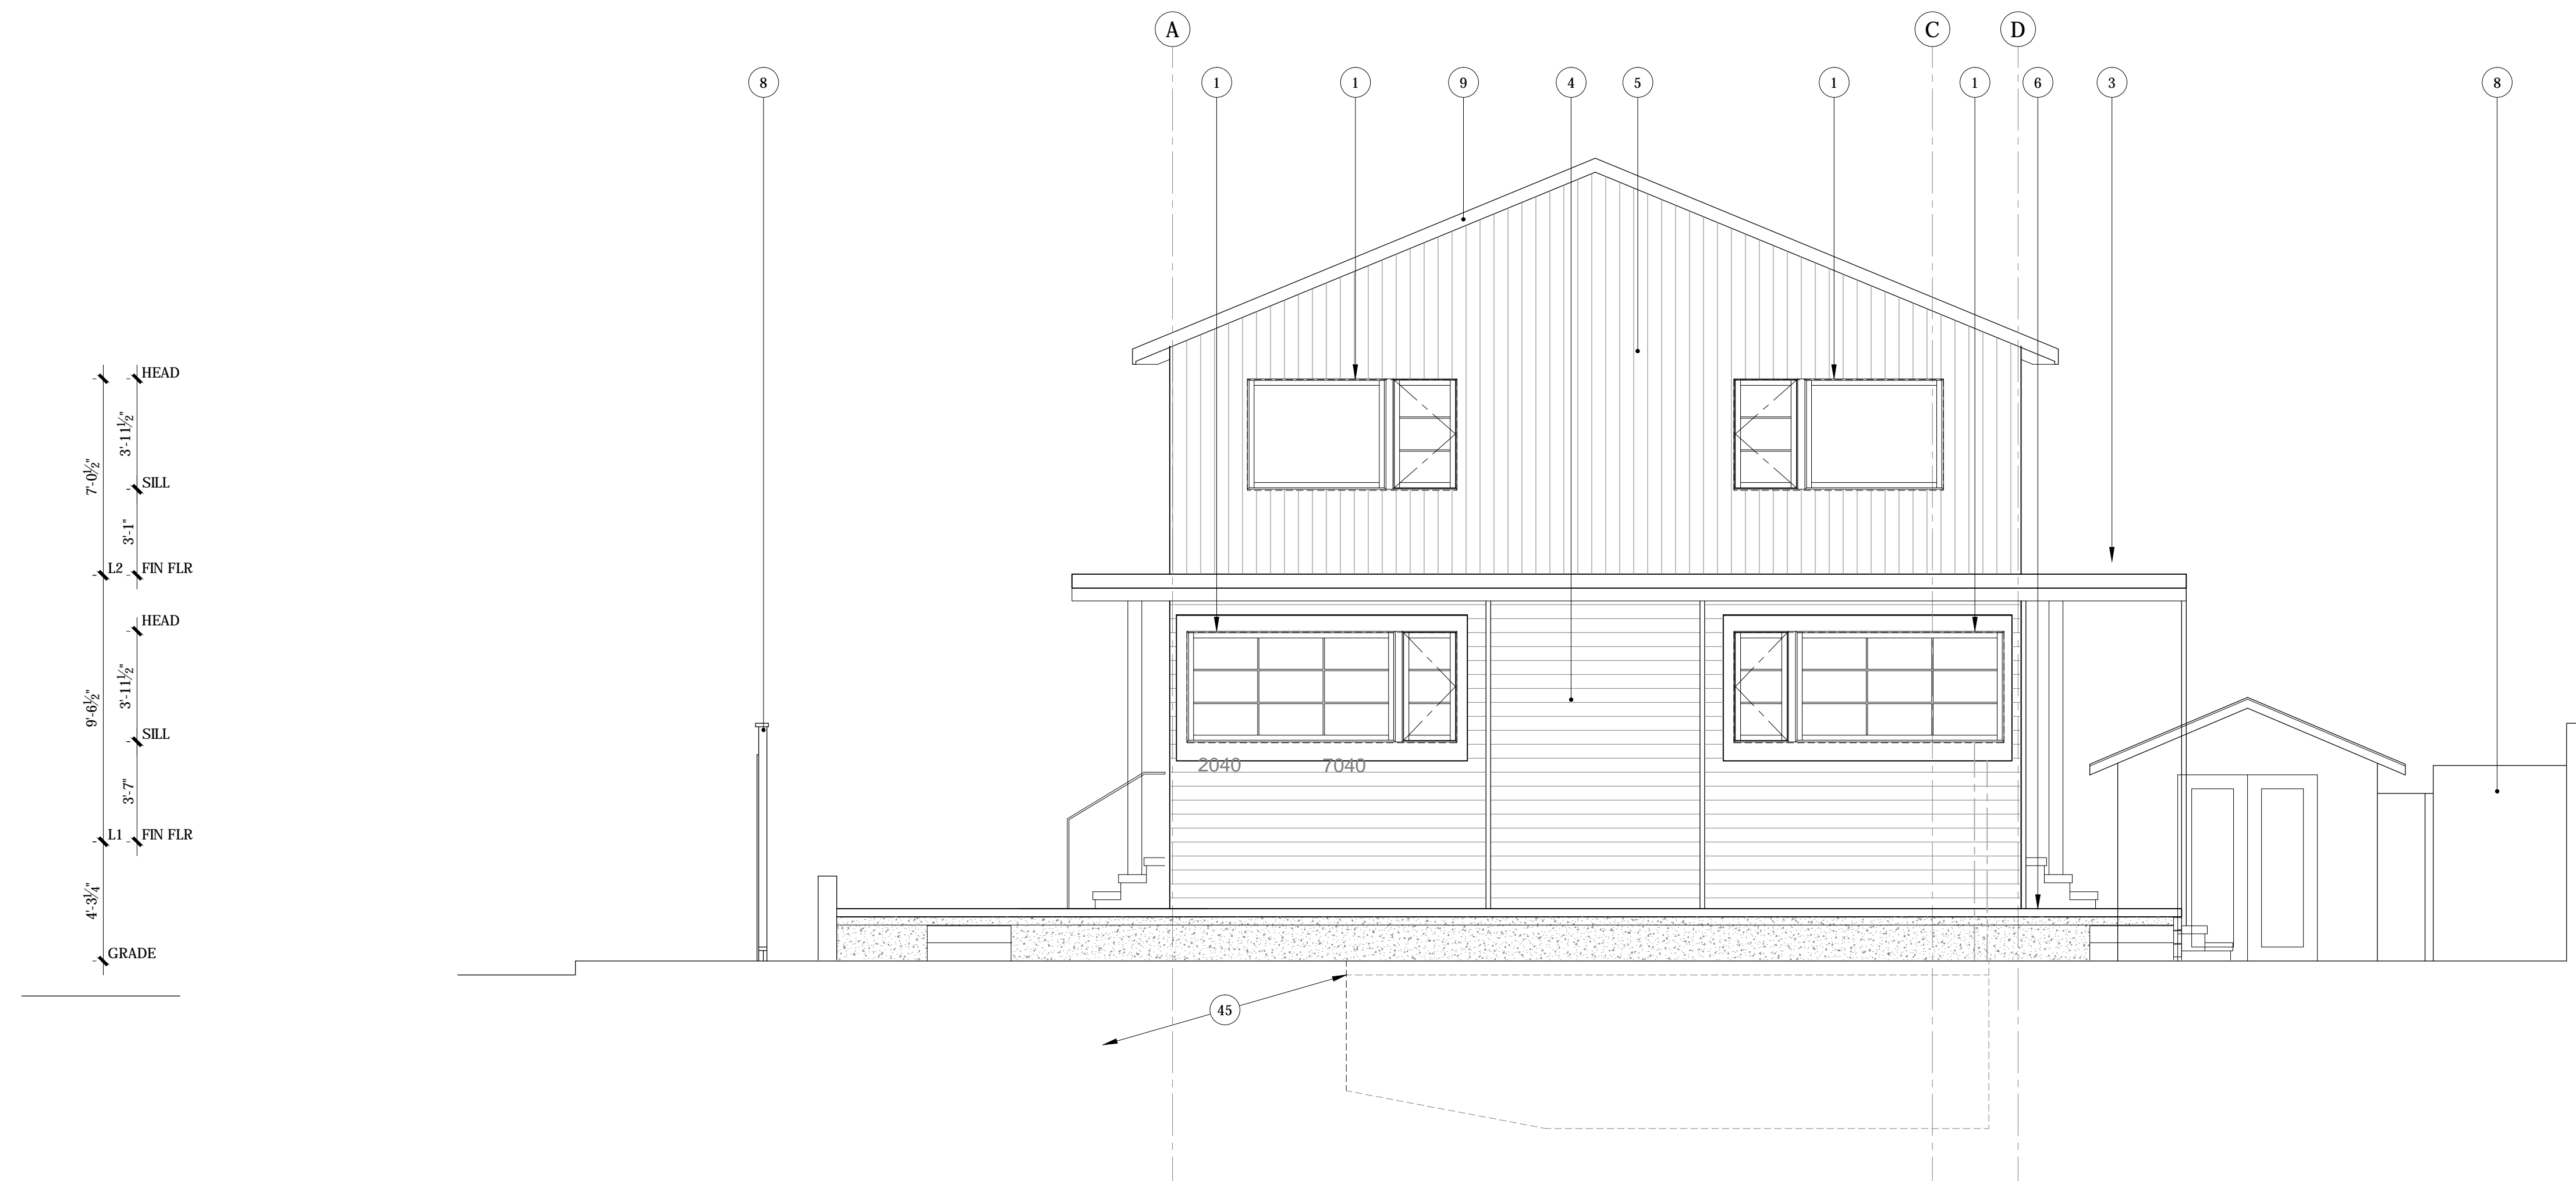 A C D
8 1 1 9 4 5 1 1 6 3 8
HEAD
3'-11½"
7'-0½"
SILL
3'-1"
L2 FIN FLR
HEAD
3'-11½"
9'-6½"
SILL
3'-7"
2040 7040
L1 FIN FLR
4'-3¼"
GRADE
45